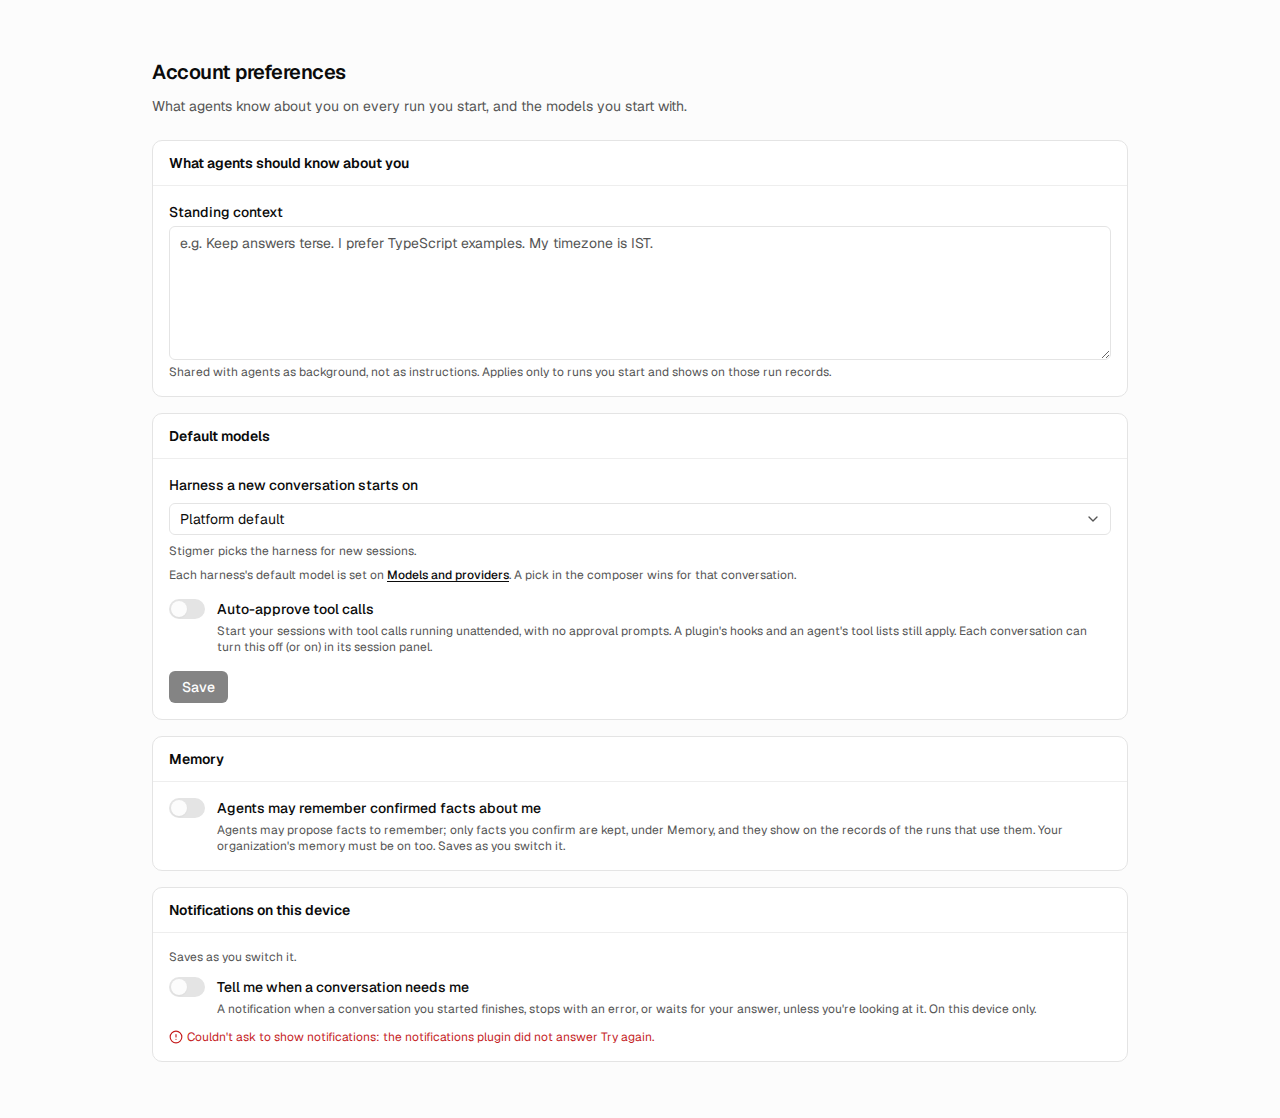 Account preferences
What agents know about you on every run you start, and the models you start with.
What agents should know about you
Standing context
e.g. Keep answers terse. I prefer TypeScript examples. My timezone is IST.
Shared with agents as background, not as instructions. Applies only to runs you start and shows on those run records.
Default models
Harness a new conversation starts on
Platform default
Stigmer picks the harness for new sessions.
Each harness's default model is set on Models and providers. A pick in the composer wins for that conversation.
Auto-approve tool calls
Start your sessions with tool calls running unattended, with no approval prompts. A plugin's hooks and an agent's tool lists still apply. Each conversation can
turn this off (or on) in its session panel.
Save
Memory
Agents may remember confirmed facts about me
Agents may propose facts to remember; only facts you confirm are kept, under Memory, and they show on the records of the runs that use them. Your
organization's memory must be on too. Saves as you switch it.
Notifications on this device
Saves as you switch it.
Tell me when a conversation needs me
A notification when a conversation you started finishes, stops with an error, or waits for your answer, unless you're looking at it. On this device only.
Couldn't ask to show notifications: the notifications plugin did not answer Try again.